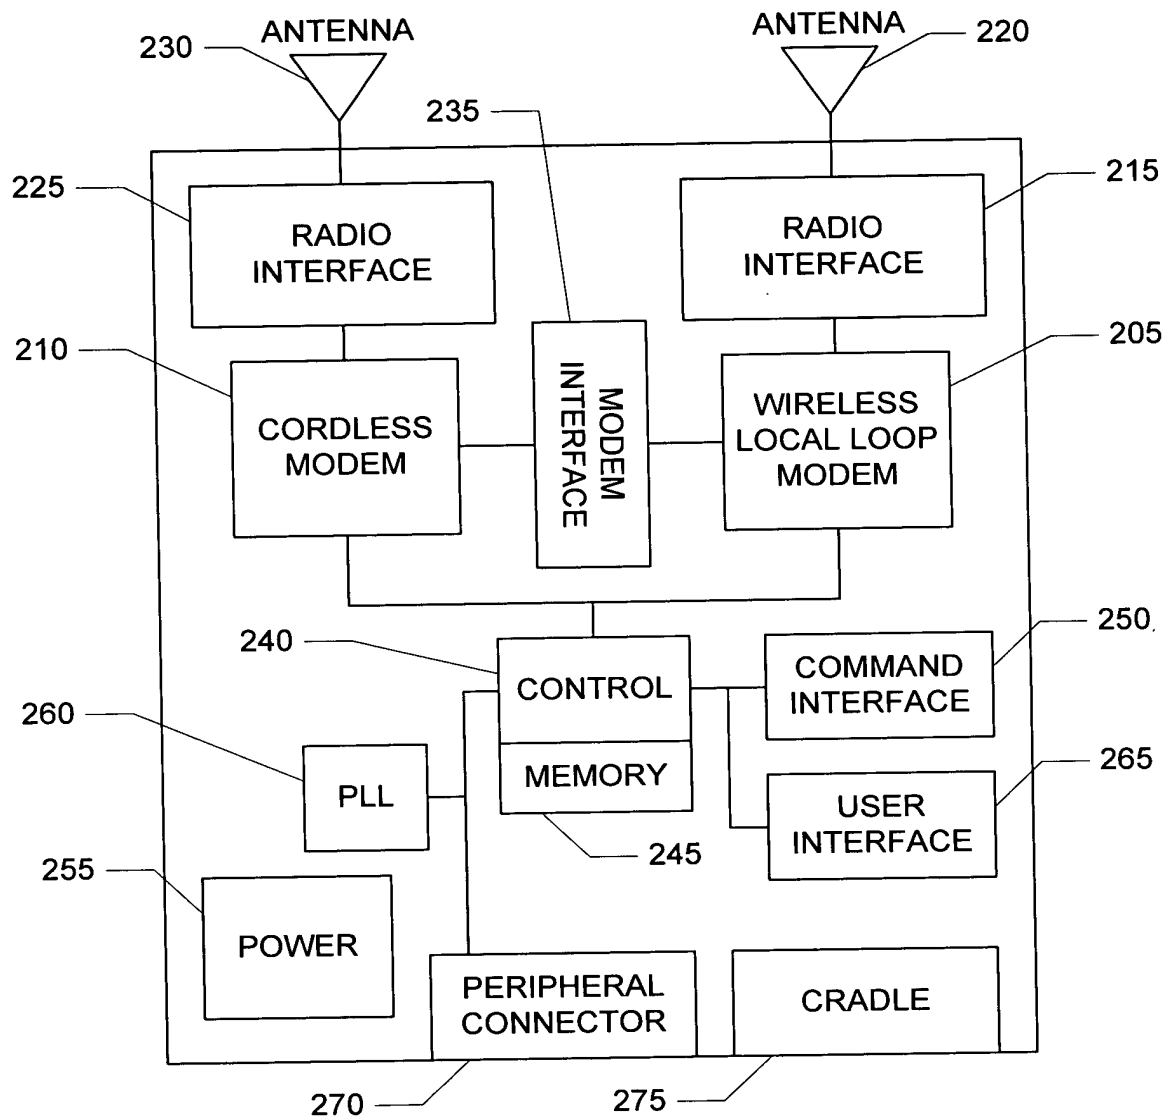 ANTENNA
ANTENNA
230
220
235
225
215
RADIO
INTERFACE
RADIO
INTERFACE
210
205
MODEM
INTERFACE
CORDLESS
MODEM
WIRELESS
LOCAL LOOP
MODEM
240
250
CONTROL
COMMAND
INTERFACE
260
MEMORY
265
PLL
USER
INTERFACE
245
255
POWER
PERIPHERAL
CONNECTOR
CRADLE
270
275